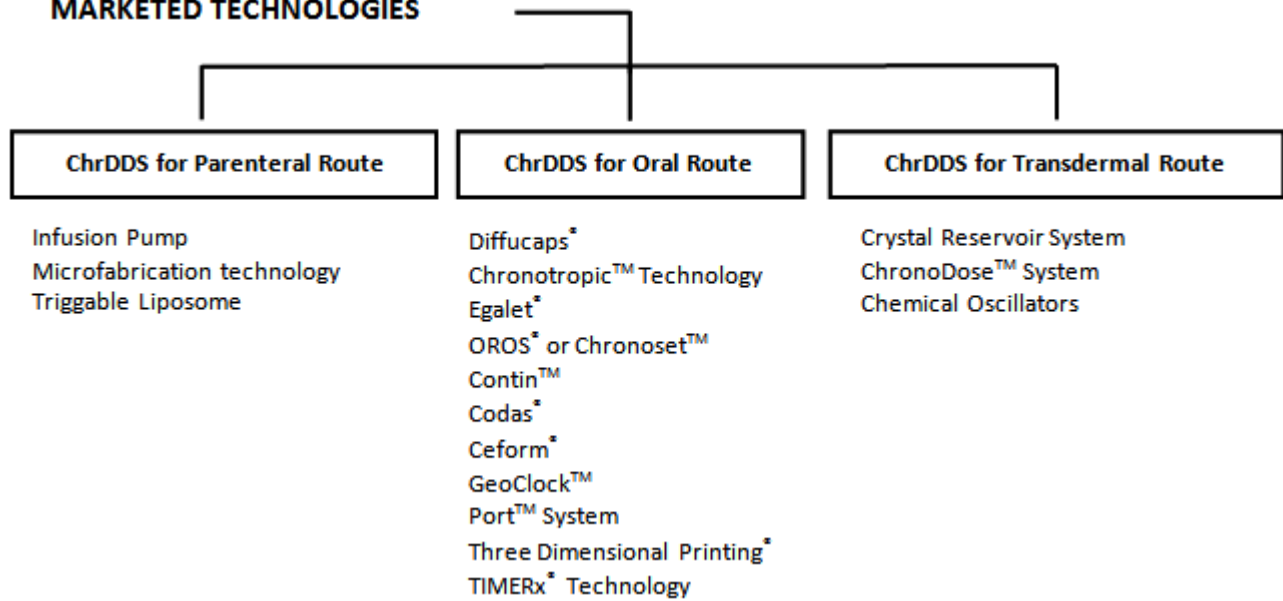 MARKETED TECHNOLOGIES
ChrDDS for Parenteral Route
Infusion Pump
Microfabrication technology
Triggable Liposome
ChrDDS for Oral Route
Diffucaps®
Chronotropic™ Technology
Egalet®
OROS® or Chronoset™
Contin™
Codas®
Ceform®
GeoClock™
Port™ System
Three Dimensional Printing®
TIMERx® Technology
ChrDDS for Transdermal Route
Crystal Reservoir System
ChronoDose™ System
Chemical Oscillators